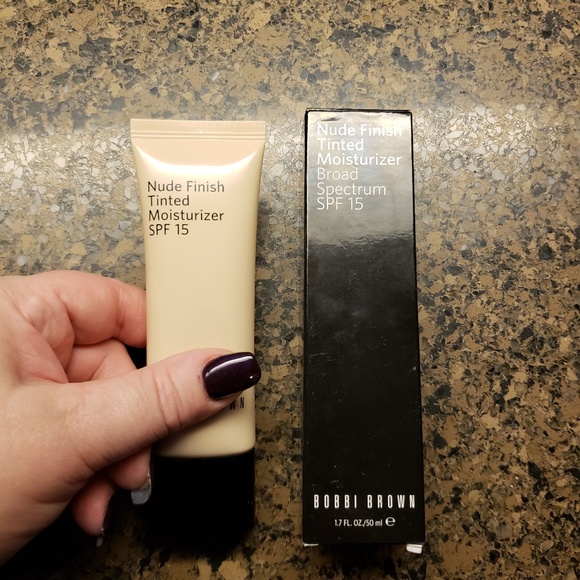 Nude Finish
Tinted
Moisturizer
SPF 15
W N
Nude Finish
Tinted
Moisturizer
Broad
Spectrum
SPF 15
BOBBI BROWN
1.7 FL. OZ./50 ml ℮